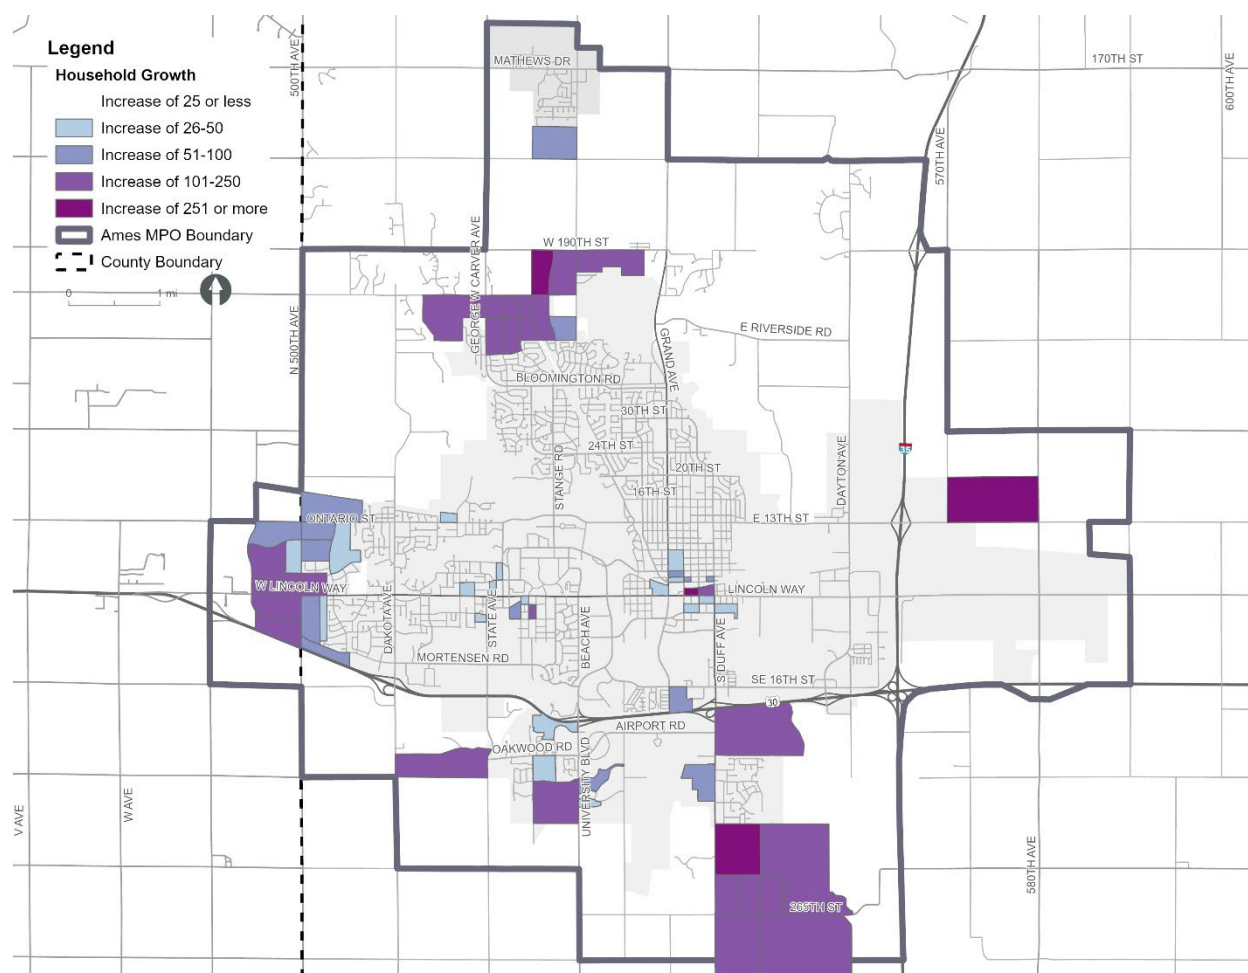 Legend
Household Growth
Increase of 25 or less
Increase of 26-50
Increase of 51-100
Increase of 101-250
Increase of 251 or more
Ames MPO Boundary
County Boundary
0 1 mi
500TH AVE
MATHEWS DR
170TH ST
600TH AVE
570TH AVE
W 190TH ST
GEORGE W CARVER AVE
N 500TH AVE
GRAND AVE
E RIVERSIDE RD
BLOOMINGTON RD
30TH ST
24TH ST
STANGE RD
20TH ST
DAYTON AVE
35
16TH ST
ONTARIO ST
E 13TH ST
W LINCOLN WAY
LINCOLN WAY
DAKOTA AVE
STATE AVE
BEACH AVE
S DUFF AVE
MORTENSEN RD
SE 16TH ST
30
AIRPORT RD
OAKWOOD RD
UNIVERSITY BLVD
V AVE
W AVE
580TH AVE
265TH ST